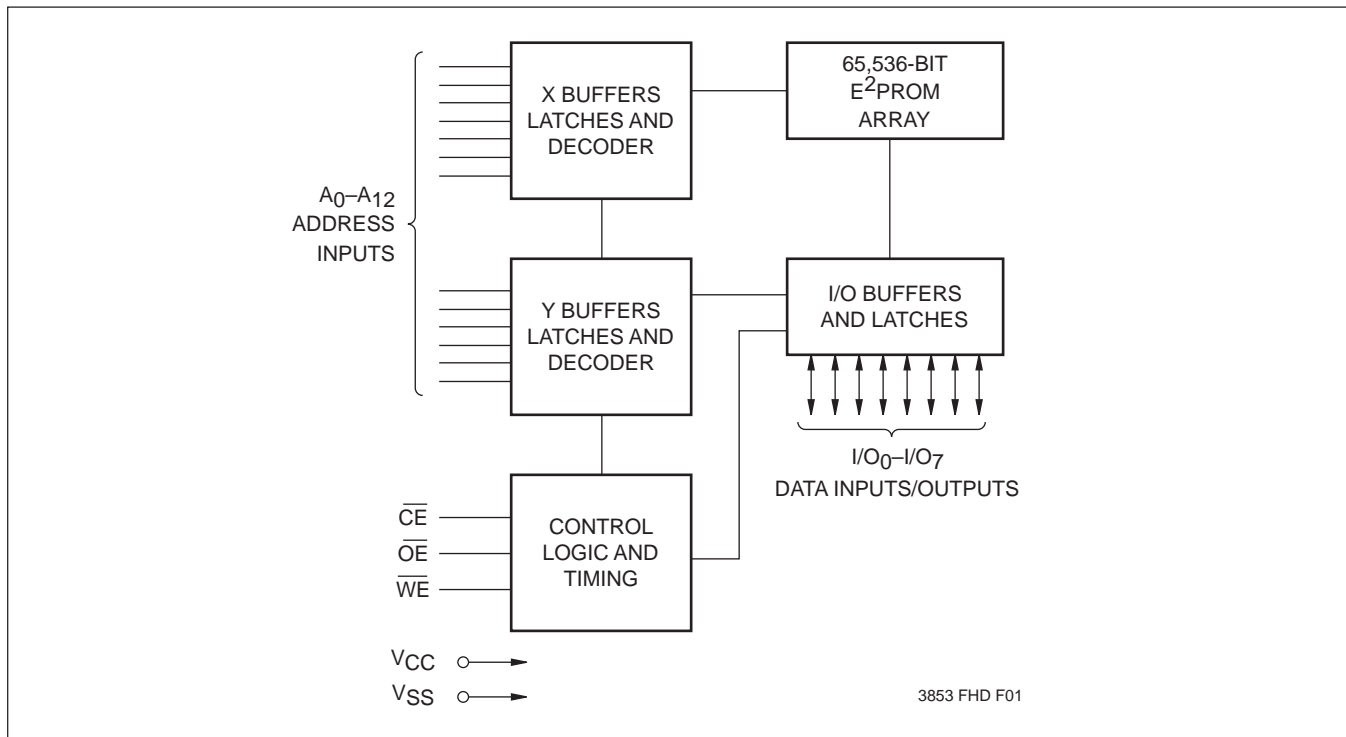 X BUFFERS
LATCHES AND
DECODER
65,536-BIT
E2PROM
ARRAY
A0–A12
ADDRESS
INPUTS
Y BUFFERS
LATCHES AND
DECODER
I/O BUFFERS
AND LATCHES
I/O0–I/O7
DATA INPUTS/OUTPUTS
CE
OE
WE
CONTROL
LOGIC AND
TIMING
VCC
VSS
3853 FHD F01